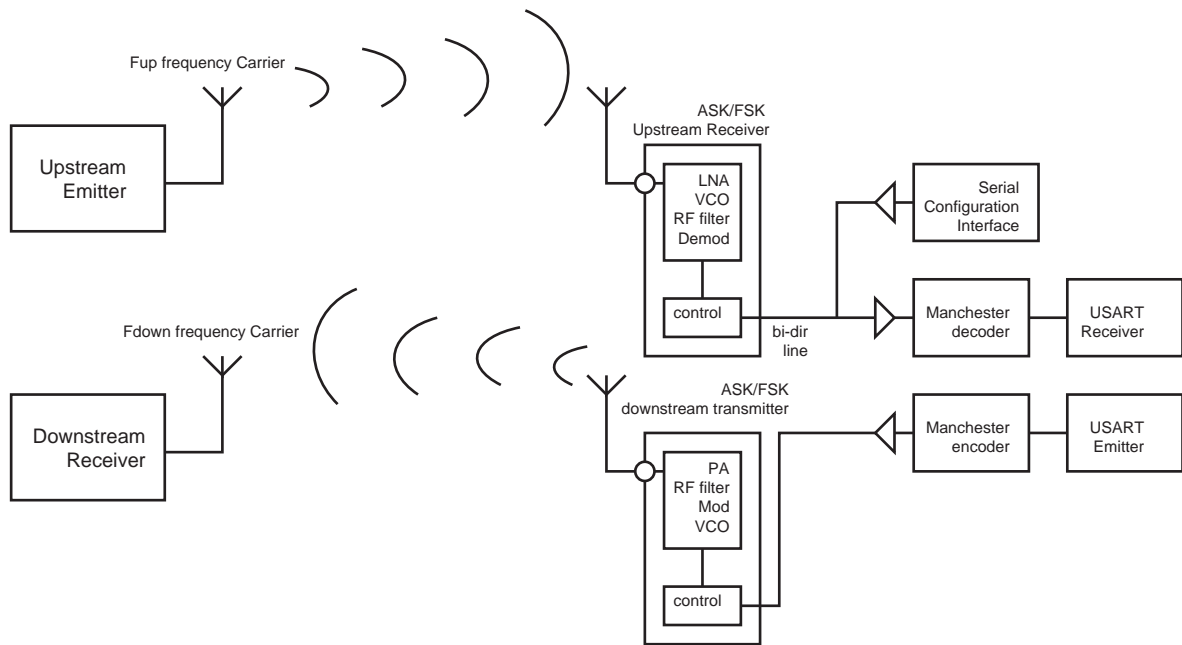 Fup frequency Carrier
Upstream
Emitter
ASK/FSK
Upstream Receiver
LNA
VCO
RF filter
Demod
control
bi-dir
line
Serial
Configuration
Interface
Manchester
decoder
USART
Receiver
Fdown frequency Carrier
Downstream
Receiver
ASK/FSK
downstream transmitter
PA
RF filter
Mod
VCO
control
Manchester
encoder
USART
Emitter